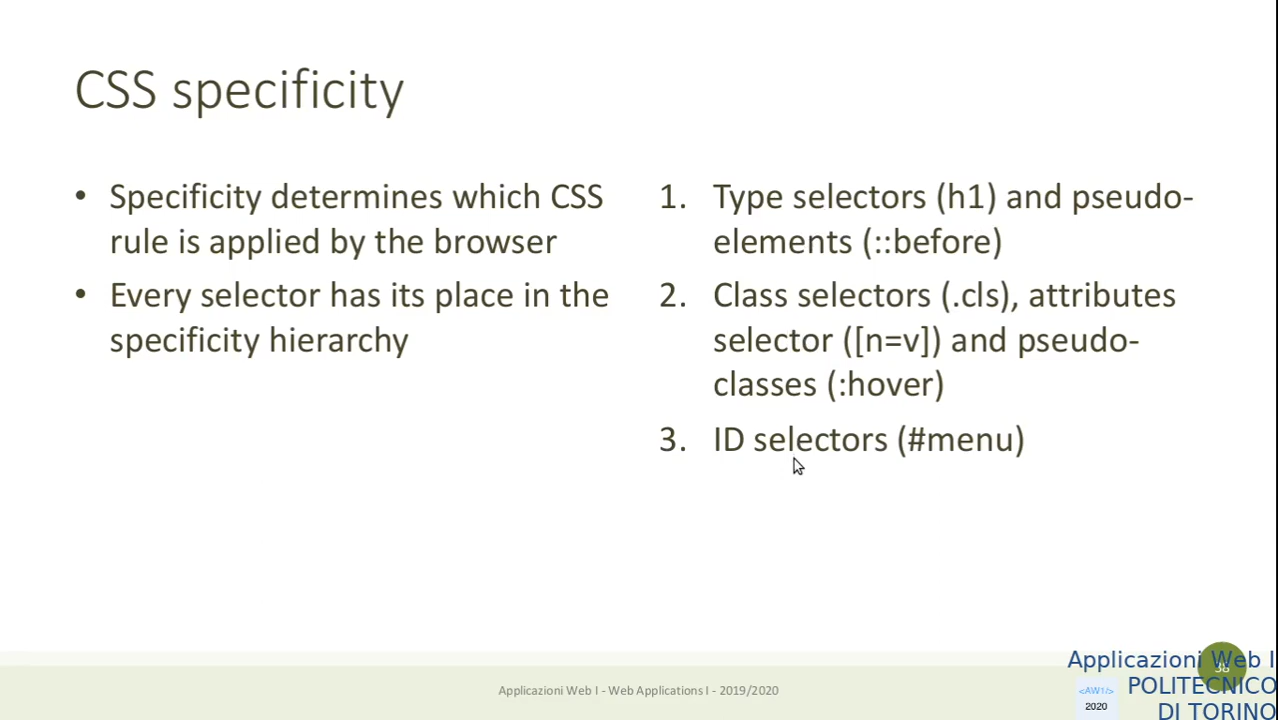 CSS specificity
• Specificity determines which CSS
rule is applied by the browser
• Every selector has its place in the
specificity hierarchy
1. Type selectors (h1) and pseudo-
elements (::before)
2. Class selectors (.cls), attributes
selector ([n=v]) and pseudo-
classes (:hover)
3. ID selectors (#menu)
Applicazioni Web I - Web Applications I - 2019/2020
Applicazioni Web I
POLITECNICO
DI TORINO
<AW1/>
2020